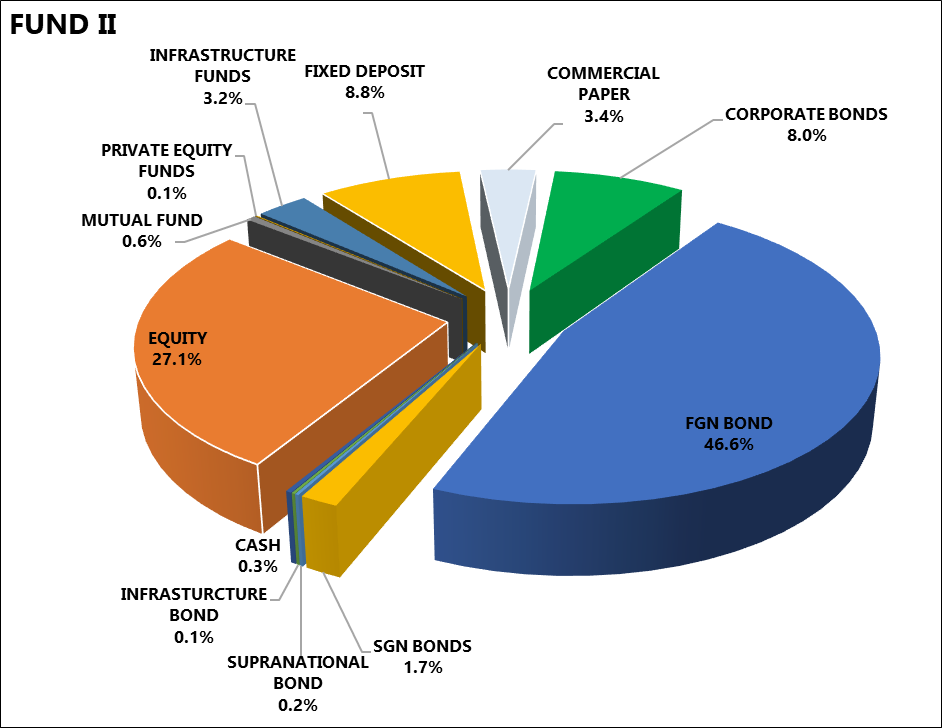 FUND II
INFRASTRUCTURE
FUNDS
3.2%
FIXED DEPOSIT
8.8%
COMMERCIAL
PAPER
3.4%
CORPORATE BONDS
8.0%
PRIVATE EQUITY
FUNDS
0.1%
MUTUAL FUND
0.6%
EQUITY
27.1%
FGN BOND
46.6%
CASH
0.3%
INFRASTURCTURE
BOND
0.1%
SUPRANATIONAL
BOND
0.2%
SGN BONDS
1.7%